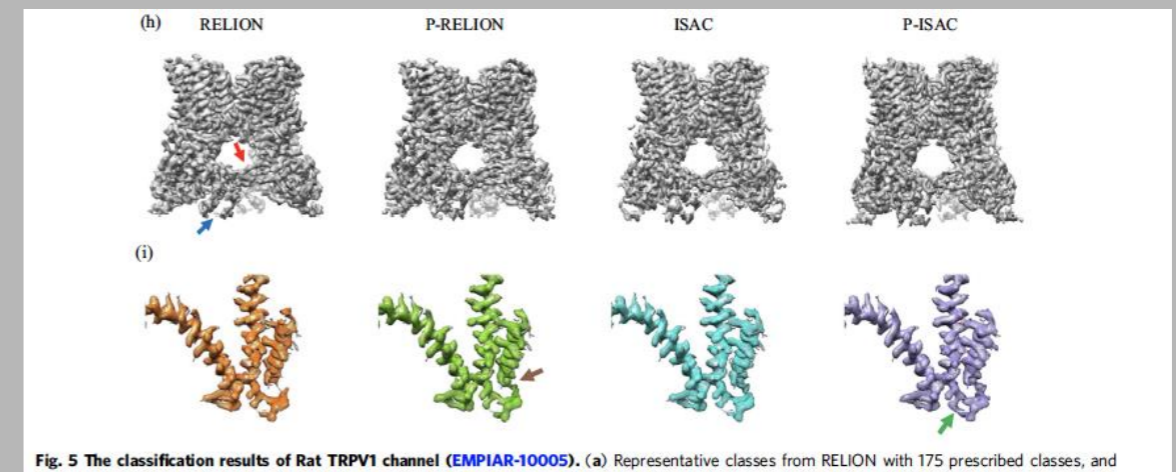 (h) RELION P-RELION ISAC P-ISAC
(i)
Fig. 5 The classification results of Rat TRPV1 channel (EMPIAR-10005). (a) Representative classes from RELION with 175 prescribed classes, and